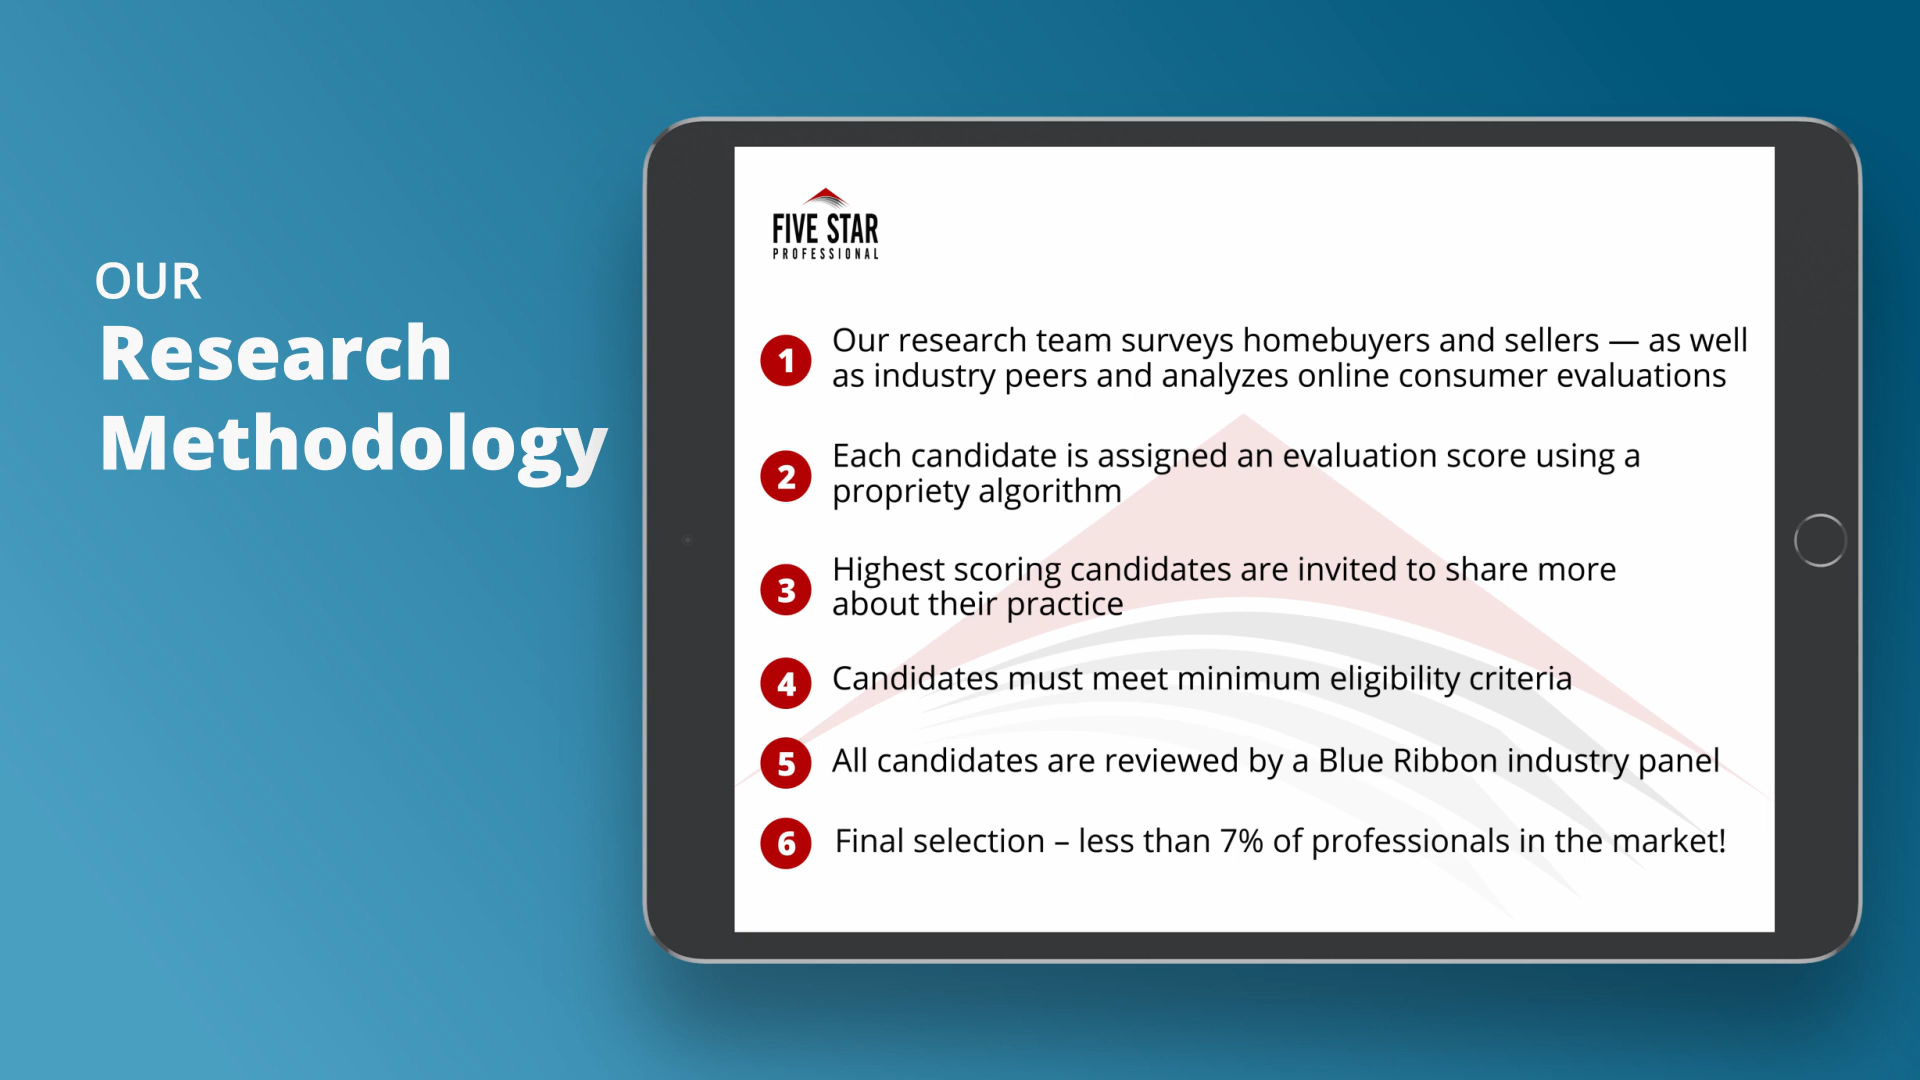 OUR
Research
Methodology
FIVE STAR
PROFESSIONAL
1 Our research team surveys homebuyers and sellers — as well
as industry peers and analyzes online consumer evaluations
2 Each candidate is assigned an evaluation score using a
propriety algorithm
3 Highest scoring candidates are invited to share more
about their practice
4 Candidates must meet minimum eligibility criteria
5 All candidates are reviewed by a Blue Ribbon industry panel
6 Final selection – less than 7% of professionals in the market!